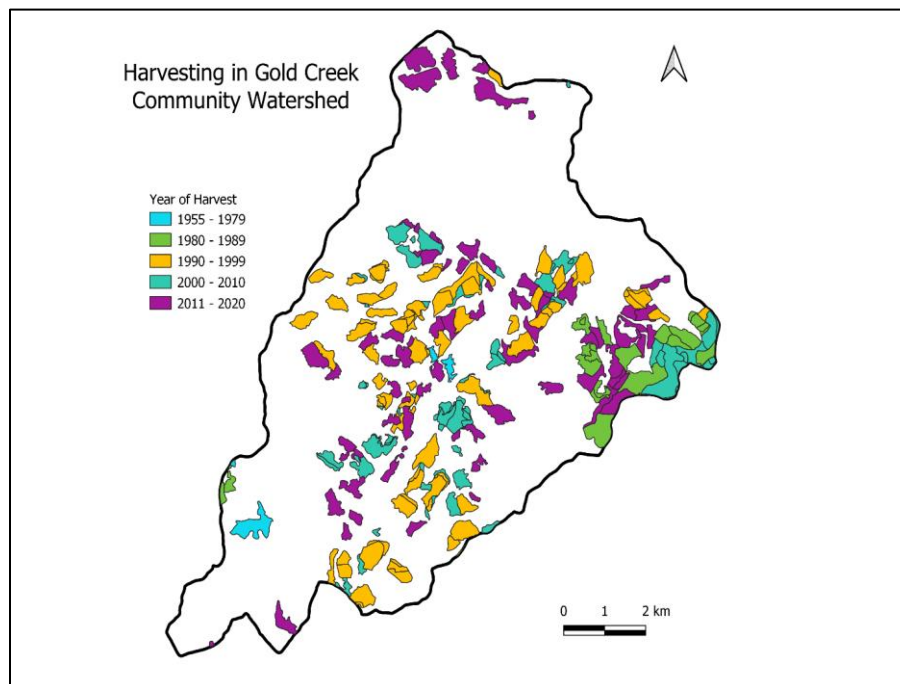 Harvesting in Gold Creek
Community Watershed
Year of Harvest
1955 - 1979
1980 - 1989
1990 - 1999
2000 - 2010
2011 - 2020
0 1 2 km